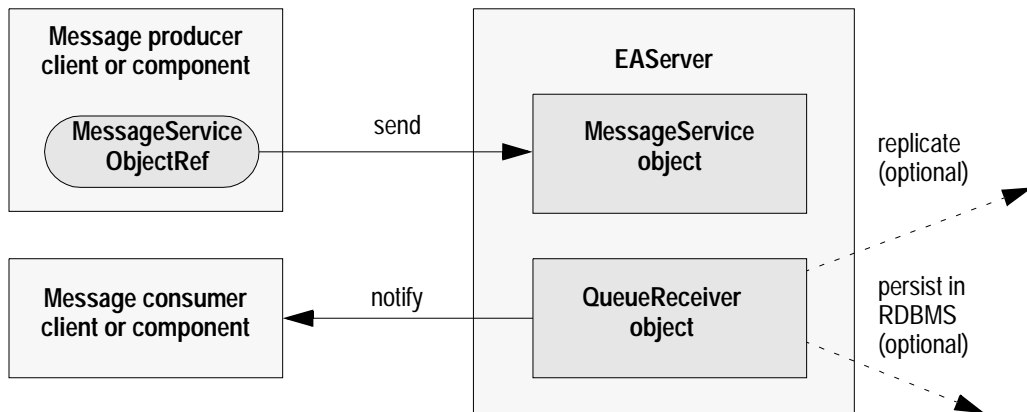 Message producer
client or component
MessageService
ObjectRef
send
EAServer
MessageService
object
replicate
(optional)
Message consumer
client or component
notify
QueueReceiver
object
persist in
RDBMS
(optional)